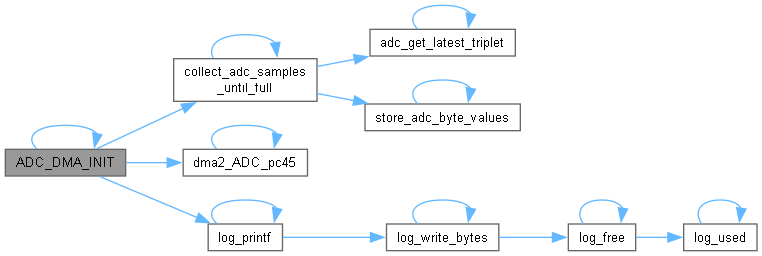 ADC_DMA_INIT
collect_adc_samples
_until_full
adc_get_latest_triplet
store_adc_byte_values
dma2_ADC_pc45
log_printf
log_write_bytes
log_free
log_used